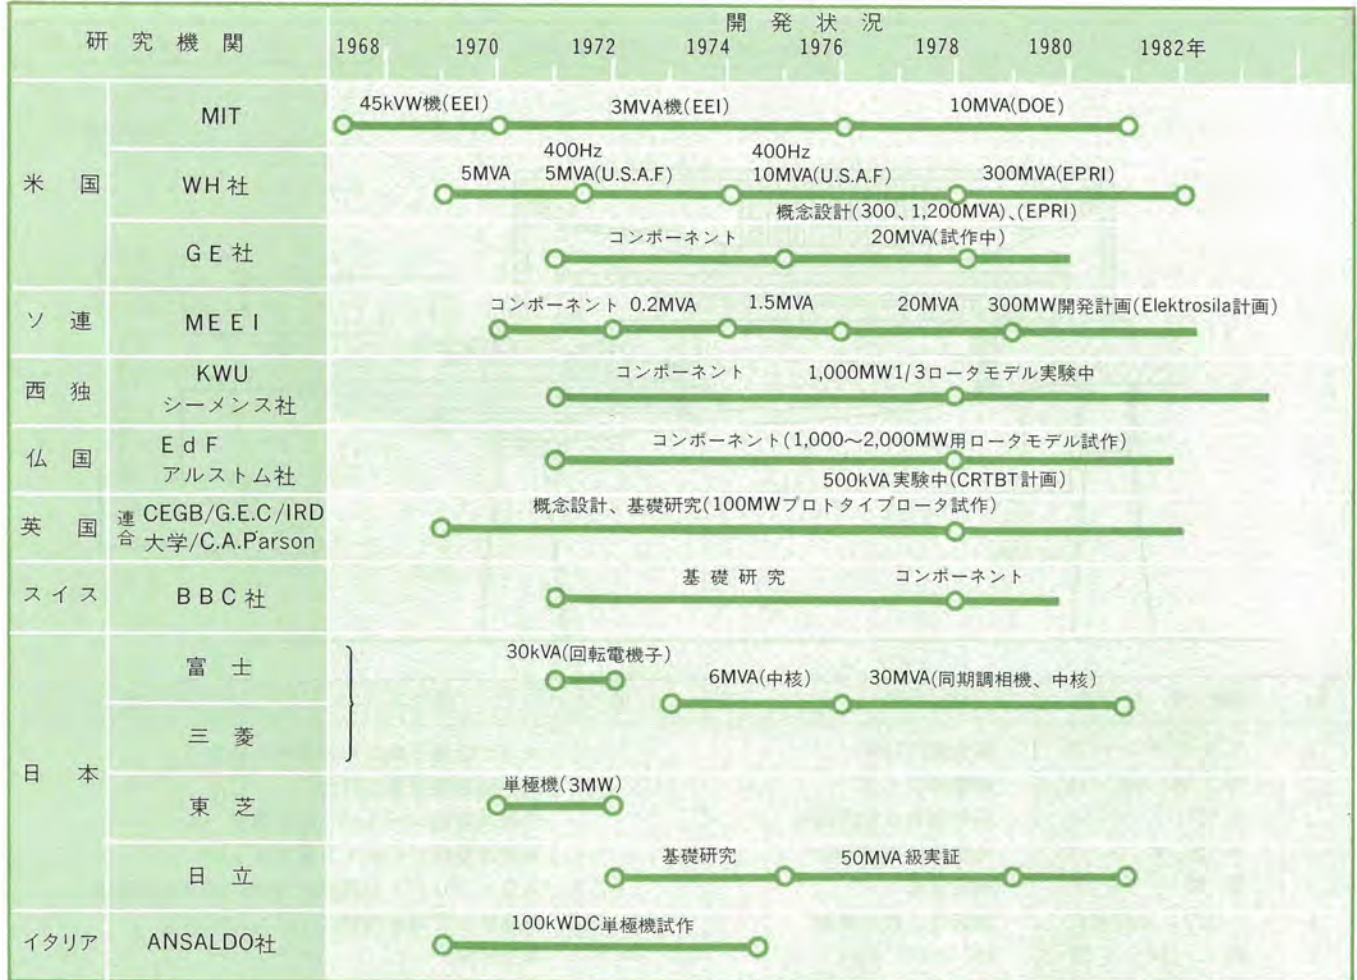 研究機関
開発状況
1968 1970 1972 1974 1976 1978 1980 1982年
米国
MIT
45kVW機(EEI) 3MVA機(EEI) 10MVA(DOE)
WH社
400Hz 400Hz
5MVA 5MVA(U.S.A.F) 10MVA(U.S.A.F) 300MVA(EPRI)
概念設計(300、1,200MVA)、(EPRI)
GE社
コンポーネント 20MVA(試作中)
ソ連
MEEI
コンポーネント 0.2MVA 1.5MVA 20MVA 300MW開発計画(Elektrosila計画)
西独
KWU
シーメンス社
コンポーネント 1,000MW1/3ロータモデル実験中
仏国
EdF
アルストム社
コンポーネント(1,000〜2,000MW用ロータモデル試作)
500kVA実験中(CRTBT計画)
英国
連合 CEGB/G.E.C/IRD
大学/C.A.Parson
概念設計、基礎研究(100MWプロトタイプロータ試作)
スイス
BBC社
基礎研究 コンポーネント
日本
富士
30kVA(回転電機子)
6MVA(中核) 30MVA(同期調相機、中核)
三菱
東芝
単極機(3MW)
日立
基礎研究 50MVA級実証
イタリア
ANSALDO社
100kWDC単極機試作